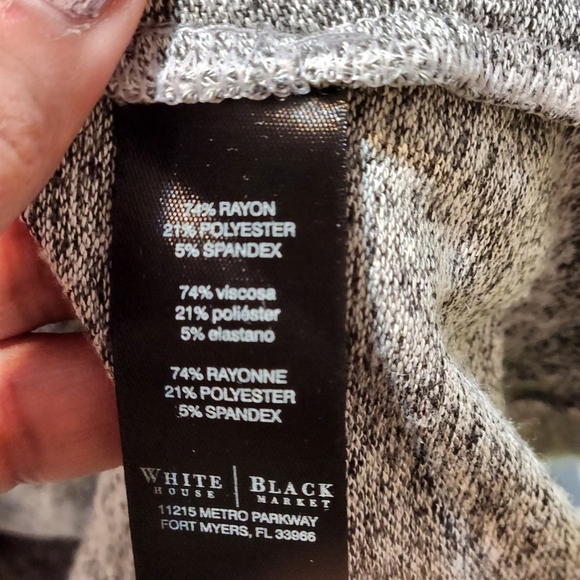 74% RAYON
21% POLYESTER
5% SPANDEX
74% viscosa
21% poliéster
5% elastano
74% RAYONNE
21% POLYESTER
5% SPANDEX
WHITE HOUSE | BLACK MARKET
11215 METRO PARKWAY
FORT MYERS, FL 33966